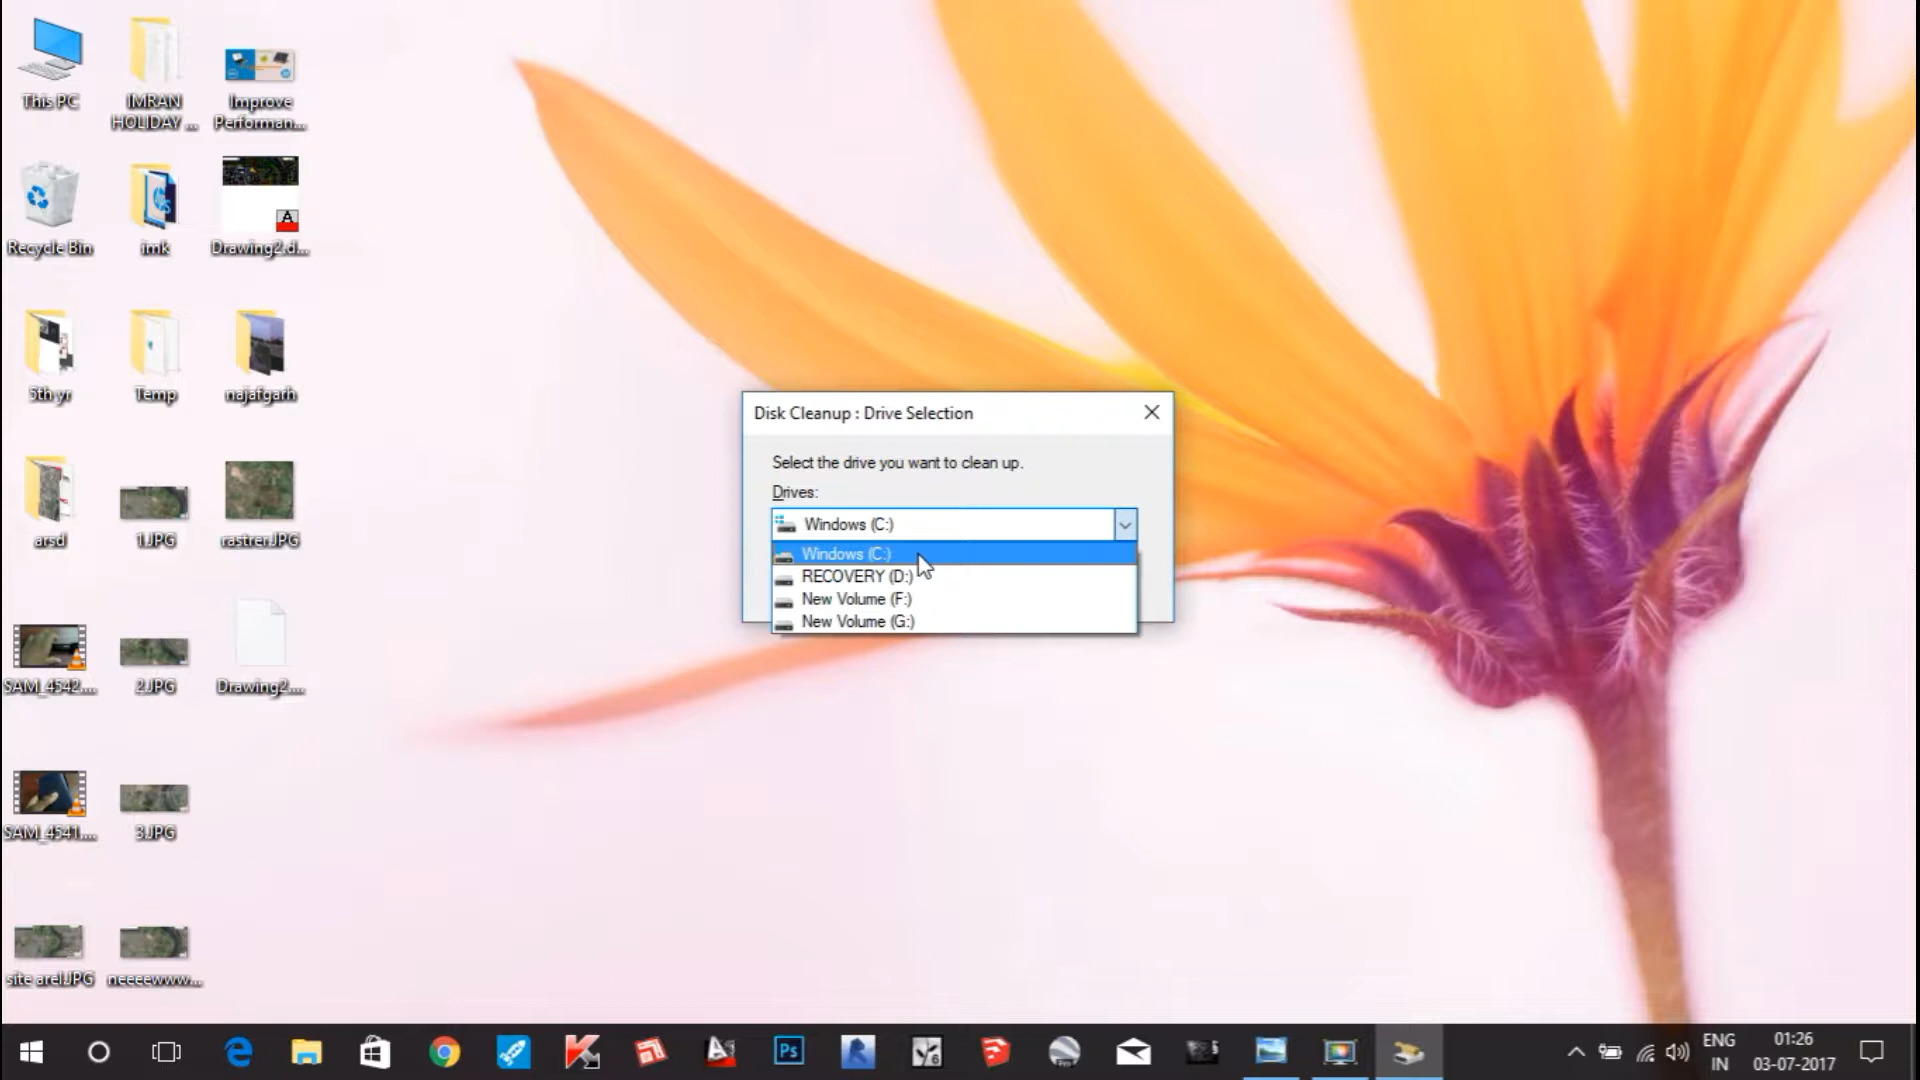 This PC
IMRAN
HOLIDAY ...
Improve
Performan...
Recycle Bin
imk
Drawing2.d...
5th yr
Temp
najafgarh
arsd
1.JPG
rastrer.JPG
SAM_4542....
2.JPG
Drawing2....
SAM_4541....
3.JPG
site arel.JPG
neeeewww...
Disk Cleanup : Drive Selection
Select the drive you want to clean up.
Drives:
Windows (C:)
Windows (C:)
RECOVERY (D:)
New Volume (F:)
New Volume (G:)
Ps
ENG
IN
01:26
03-07-2017